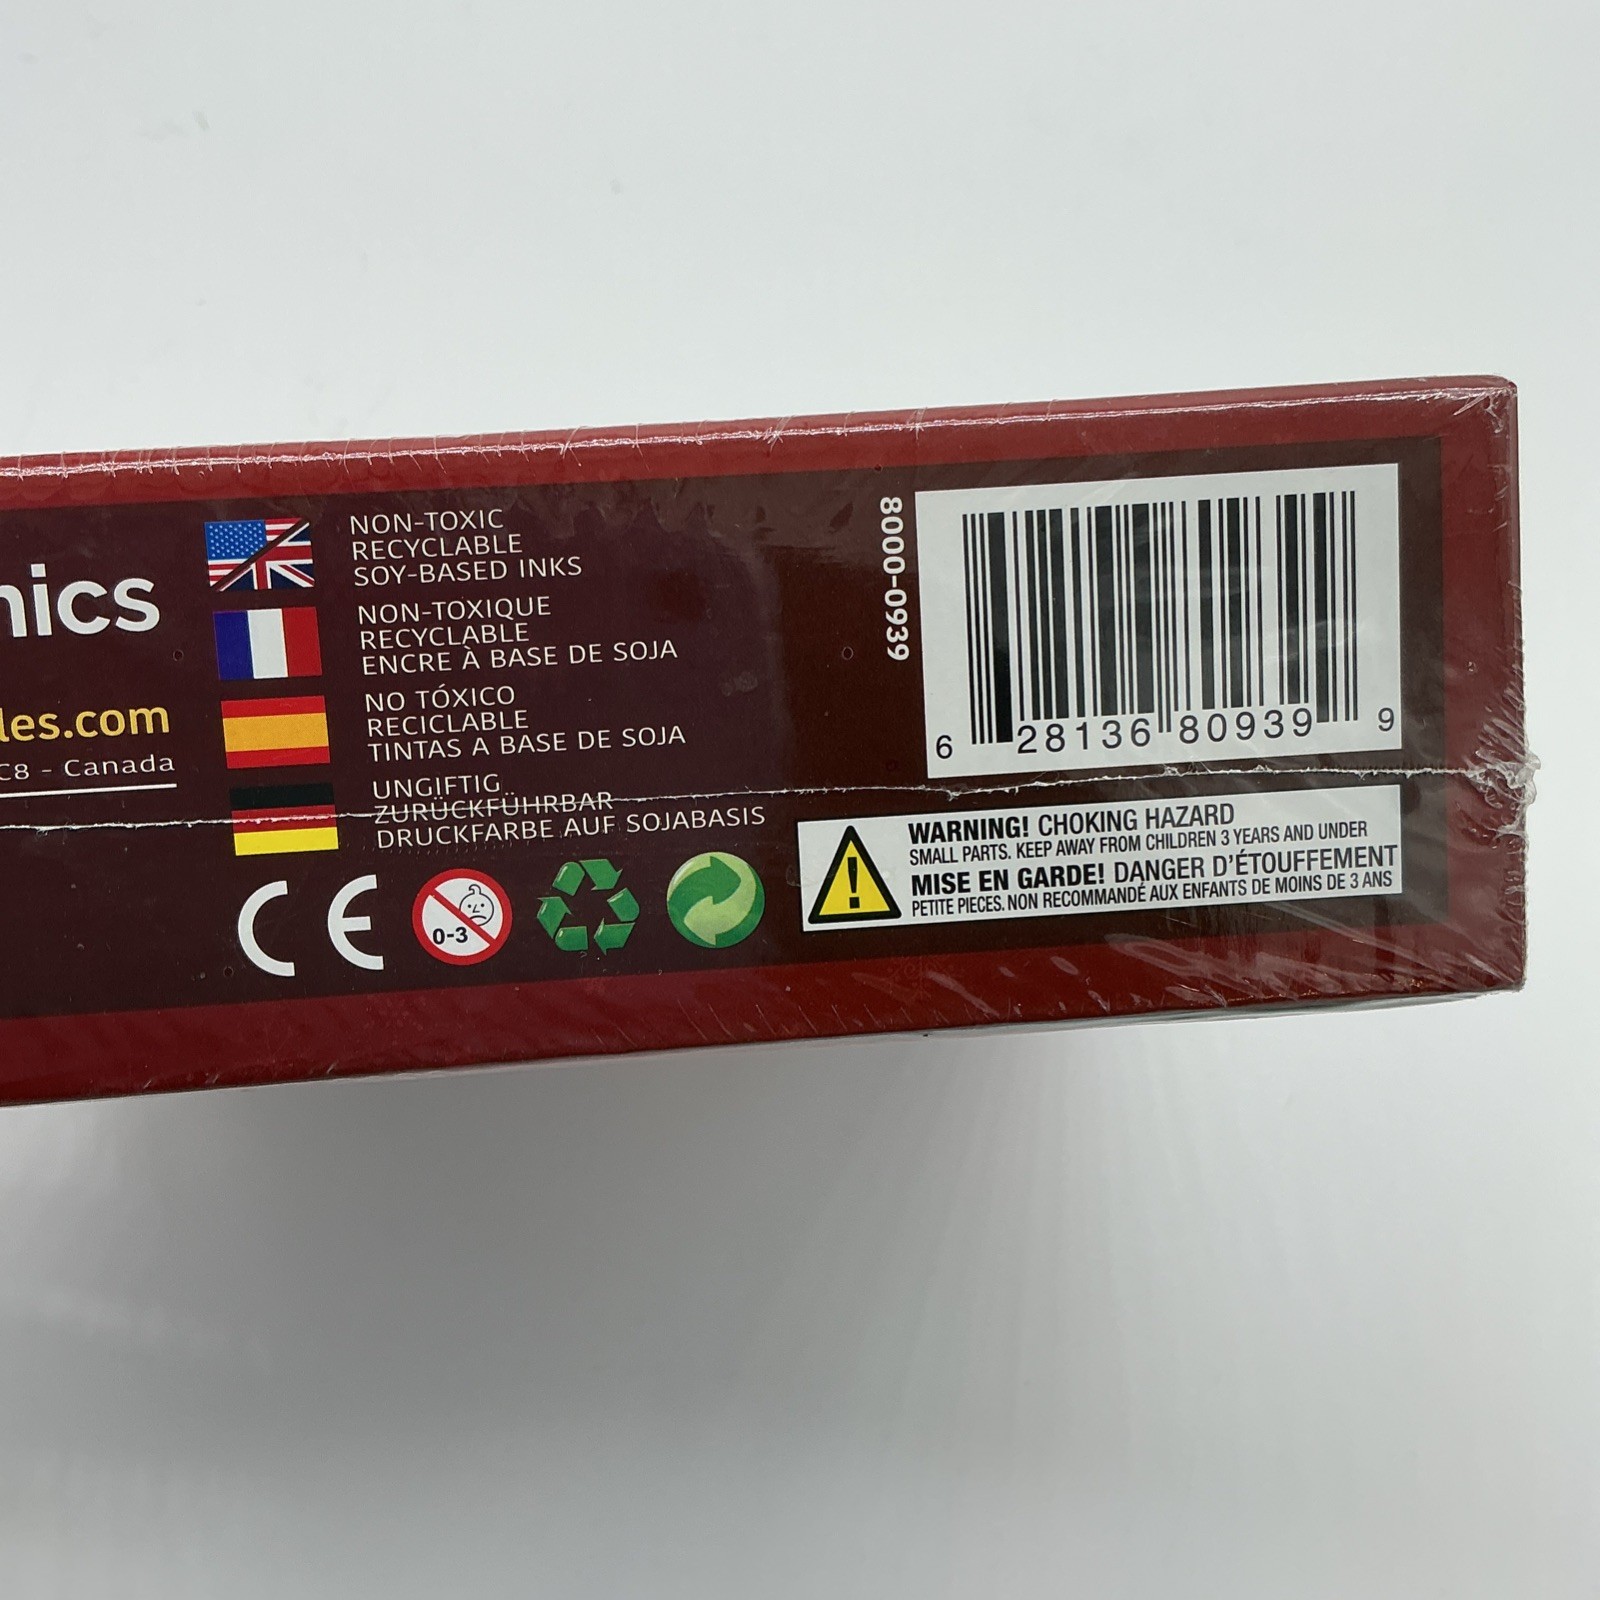 nics
les.com
C8 - Canada
NON-TOXIC
RECYCLABLE
SOY-BASED INKS
NON-TOXIQUE
RECYCLABLE
ENCRE À BASE DE SOJA
NO TÓXICO
RECICLABLE
TINTAS A BASE DE SOJA
UNGIFTIG
ZURÜCKFÜHRBAR
DRUCKFARBE AUF SOJABASIS
CE
0-3
8000-0939
6 28136 80939 9
WARNING! CHOKING HAZARD
SMALL PARTS. KEEP AWAY FROM CHILDREN 3 YEARS AND UNDER
MISE EN GARDE! DANGER D'ÉTOUFFEMENT
PETITE PIECES. NON RECOMMANDÉ AUX ENFANTS DE MOINS DE 3 ANS